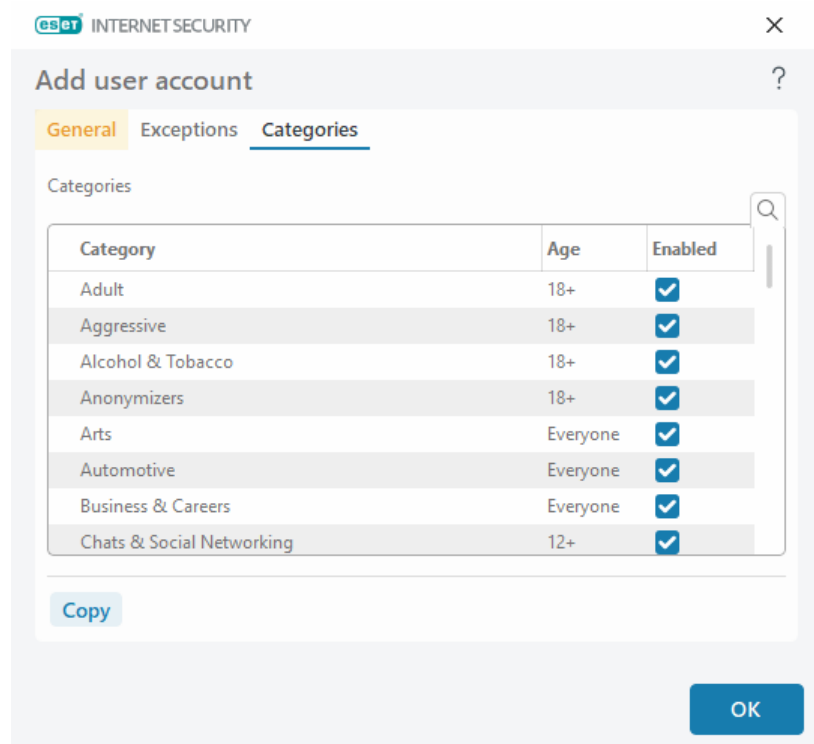 eset INTERNET SECURITY
Add user account
?
General Exceptions Categories
Categories
Category Age Enabled
Adult 18+
Aggressive 18+
Alcohol & Tobacco 18+
Anonymizers 18+
Arts Everyone
Automotive Everyone
Business & Careers Everyone
Chats & Social Networking 12+
Copy
OK